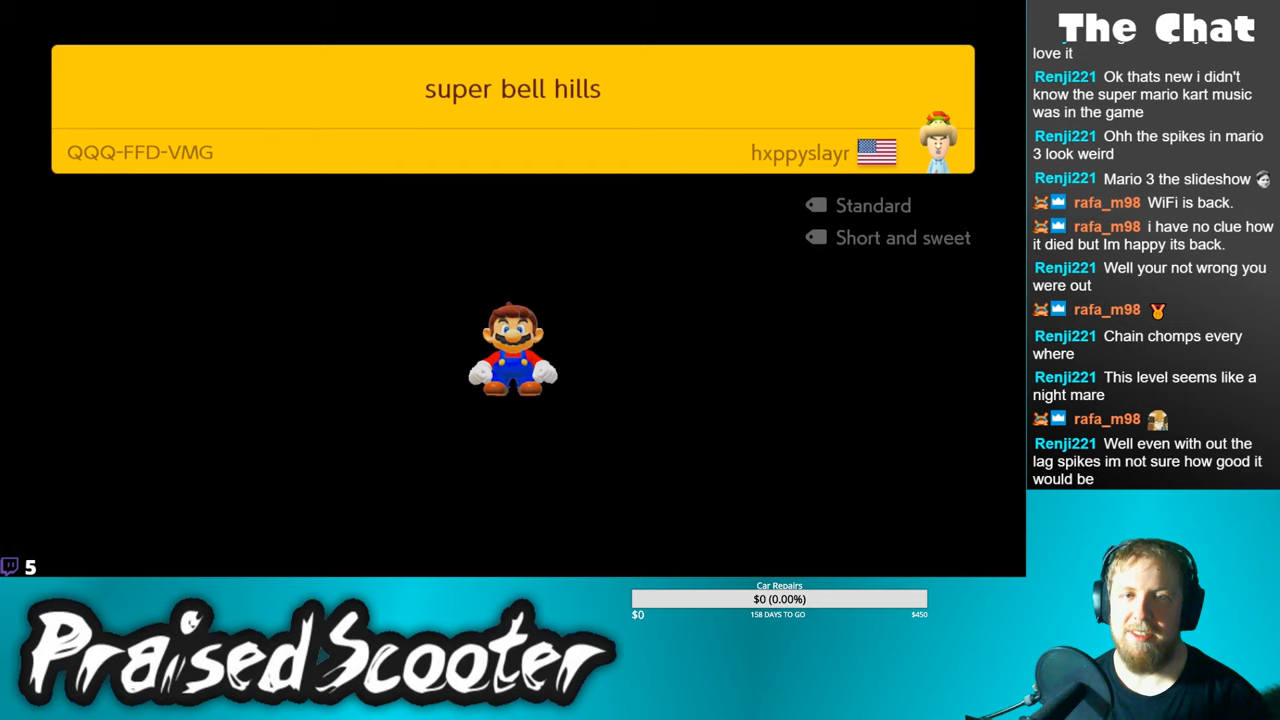 super bell hills
QQQ-FFD-VMG
hxppyslayr
Standard
Short and sweet
The Chat
love it
Renji221 Ok thats new i didn't
know the super mario kart music
was in the game
Renji221 Ohh the spikes in mario
3 look weird
Renji221 Mario 3 the slideshow
rafa_m98 WiFi is back.
rafa_m98 i have no clue how
it died but Im happy its back.
Renji221 Well your not wrong you
were out
rafa_m98
Renji221 Chain chomps every
where
Renji221 This level seems like a
night mare
rafa_m98
Renji221 Well even with out the
lag spikes im not sure how good it
would be
5
Car Repairs
$0 (0.00%)
$0 158 DAYS TO GO $450
PraisedScooter